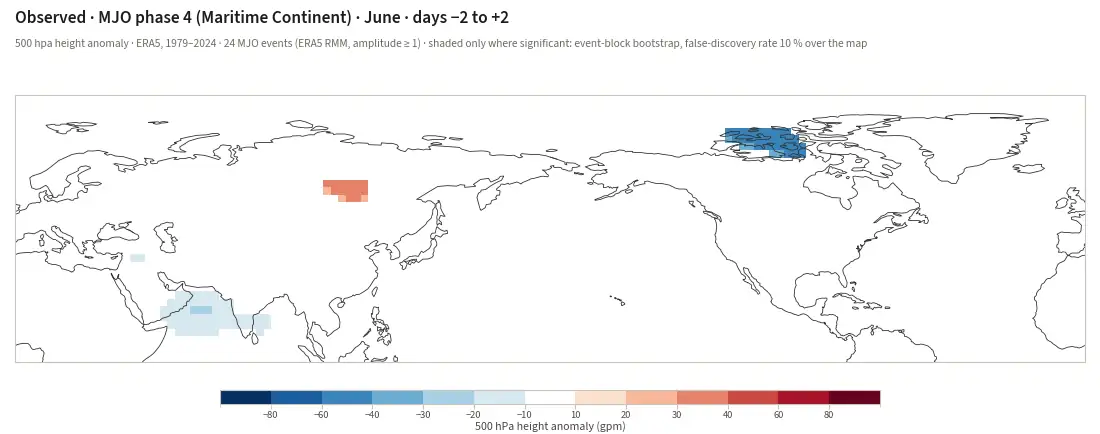 Observed · MJO phase 4 (Maritime Continent) · June · days −2 to +2
500 hpa height anomaly · ERA5, 1979–2024 · 24 MJO events (ERA5 RMM, amplitude ≥ 1) · shaded only where significant: event-block bootstrap, false-discovery rate 10 % over the map
−80 −60 −40 −30 −20 −10 10 20 30 40 60 80
500 hPa height anomaly (gpm)